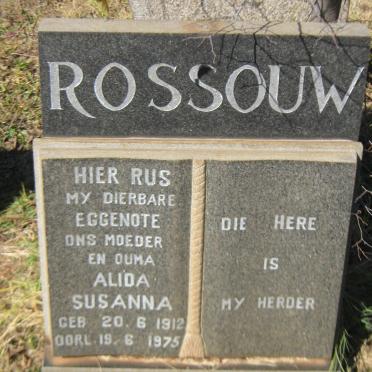 ROSSOUW
HIER RUS
MY DIERBARE
EGGENOTE
ONS MOEDER
EN OUMA
ALIDA
SUSANNA
GEB 20.6 1912
OORL.19.6 1975
DIE HERE
IS
MY HERDER